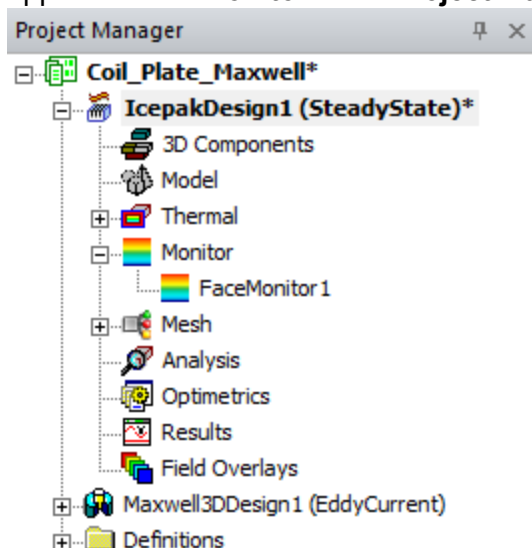 Project Manager
Coil_Plate_Maxwell*
IcepakDesign1 (SteadyState)*
3D Components
Model
Thermal
Monitor
FaceMonitor1
Mesh
Analysis
Optimetrics
Results
Field Overlays
Maxwell3DDesign1 (EddyCurrent)
Definitions